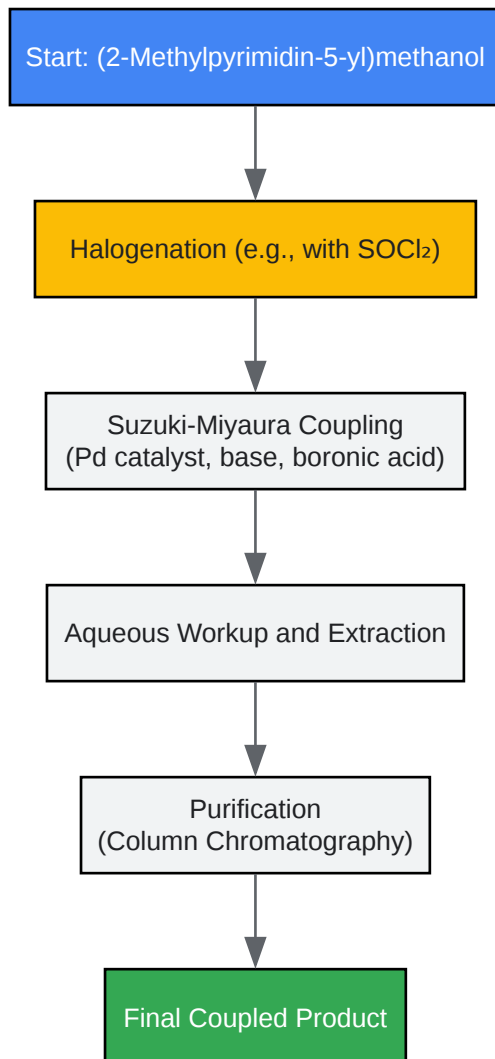 Start: (2-Methylpyrimidin-5-yl)methanol
Halogenation (e.g., with SOCl₂)
Suzuki-Miyaura Coupling
(Pd catalyst, base, boronic acid)
Aqueous Workup and Extraction
Purification
(Column Chromatography)
Final Coupled Product